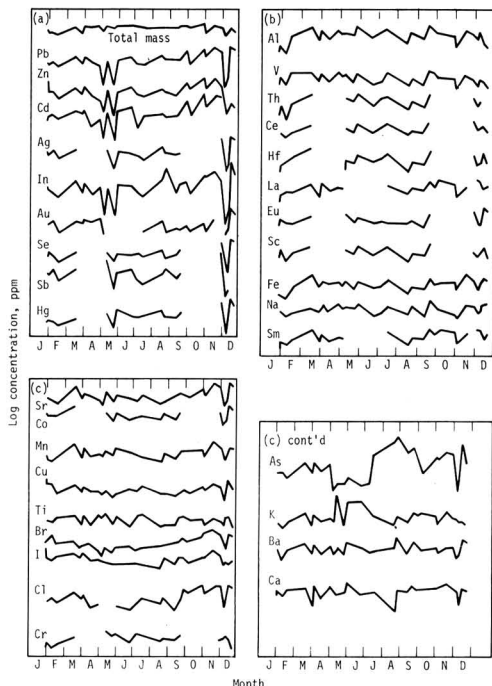 (a)
Total mass
Pb
Zn
Cd
Ag
In
Au
Se
Sb
Hg
J F M A M J J A S O N D
(b)
Al
V
Th
Ce
Hf
La
Eu
Sc
Fe
Na
Sm
J F M A M J J A S O N D
Log concentration, ppm
(c)
Sr
Co
Mn
Cu
Ti
Br
I
Cl
Cr
J F M A M J J A S O N D
(c) cont'd
As
K
Ba
Ca
J F M A M J J A S O N D
Month